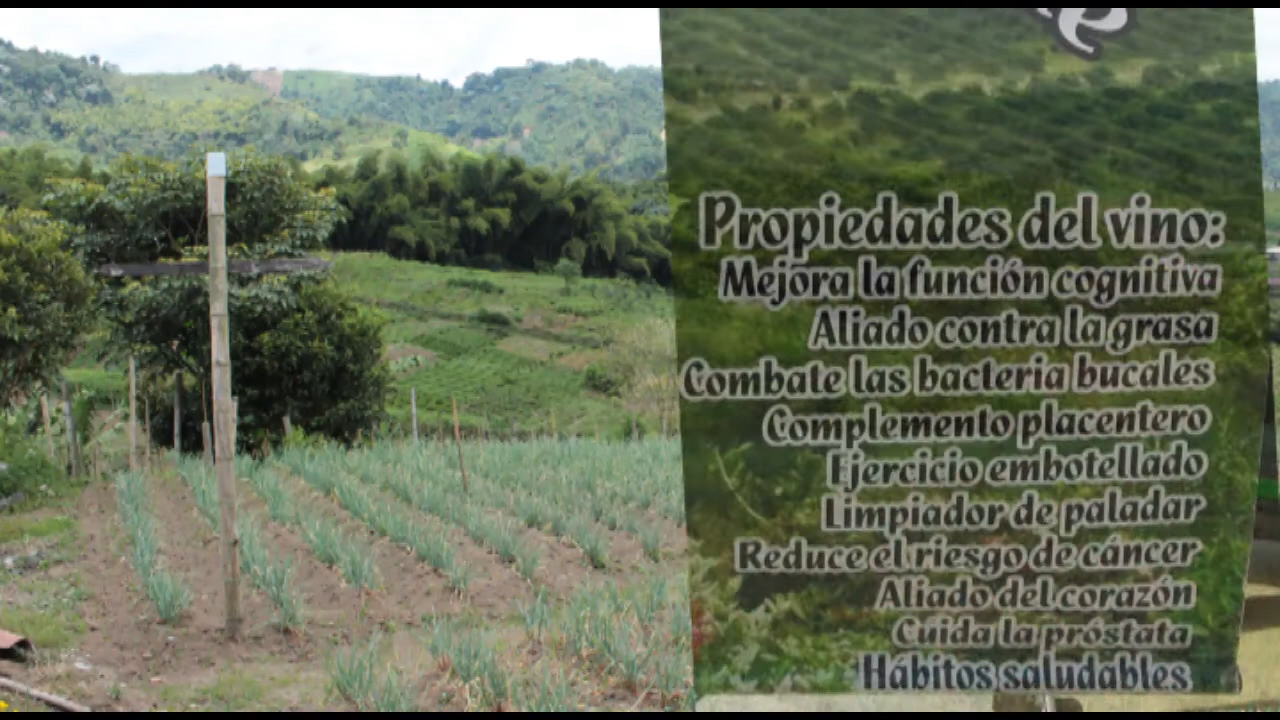 Propiedades del vino:
Mejora la función cognitiva
Aliado contra la grasa
Combate las bacteria bucales
Complemento placentero
Ejercicio embotellado
Limpiador de paladar
Reduce el riesgo de cáncer
Aliado del corazón
Cuida la próstata
Hábitos saludables